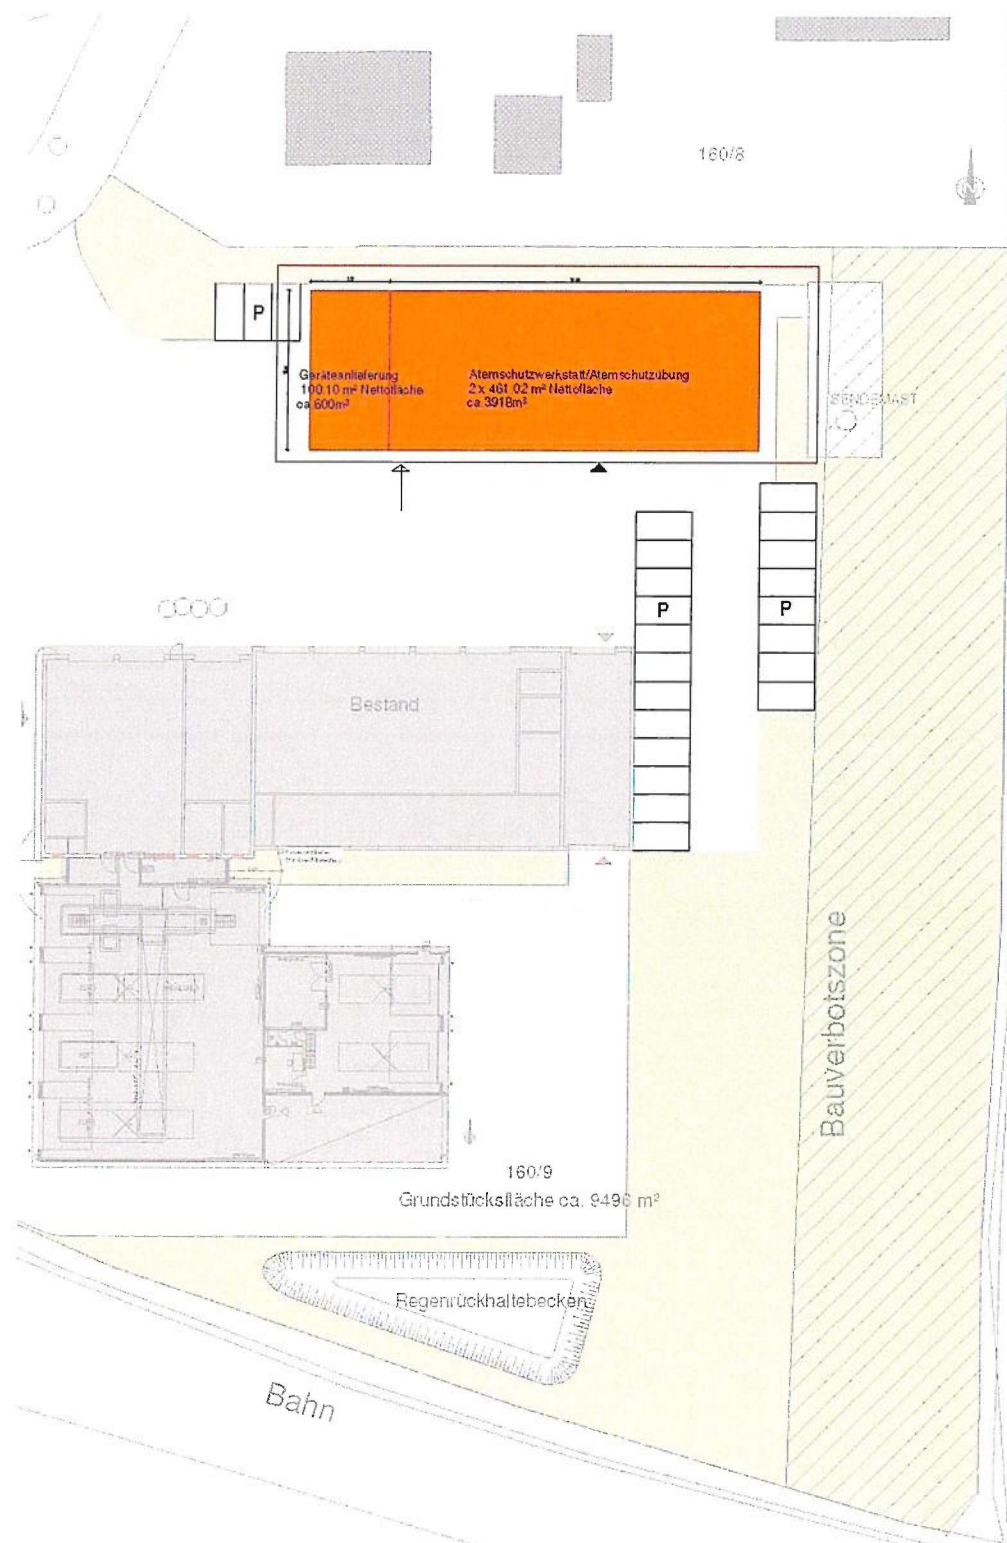 160/8
N
P
Geräteanlieferung
100.10 m² Nettofläche
ca.600m³
Atemschutzwerkstatt/Atemschutzübung
2 x 461.02 m² Nettofläche
ca.3918m³
SENDEMAST
P
P
Bestand
Bauverbotszone
160/9
Grundstücksfläche ca. 9496 m²
Regenrückhaltebecken
Bahn